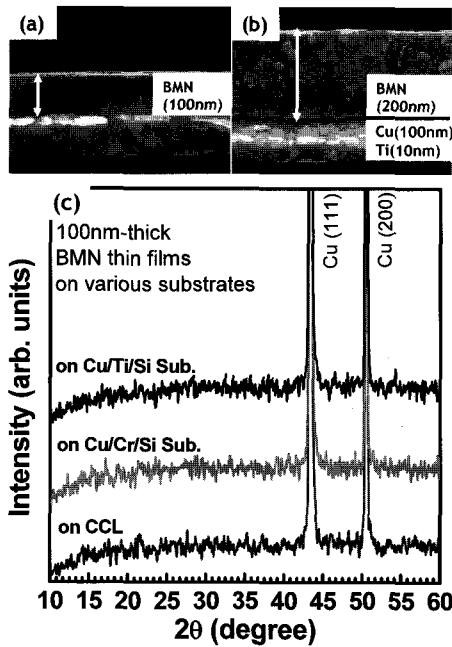 (a)
BMN
(100nm)
(b)
BMN
(200nm)
Cu(100nm)
Ti(10nm)
(c)
100nm-thick
BMN thin films
on various substrates
Cu (111)
Cu (200)
on Cu/Ti/Si Sub.
on Cu/Cr/Si Sub.
on CCL
Intensity (arb. units)
10 15 20 25 30 35 40 45 50 55 60
2θ (degree)